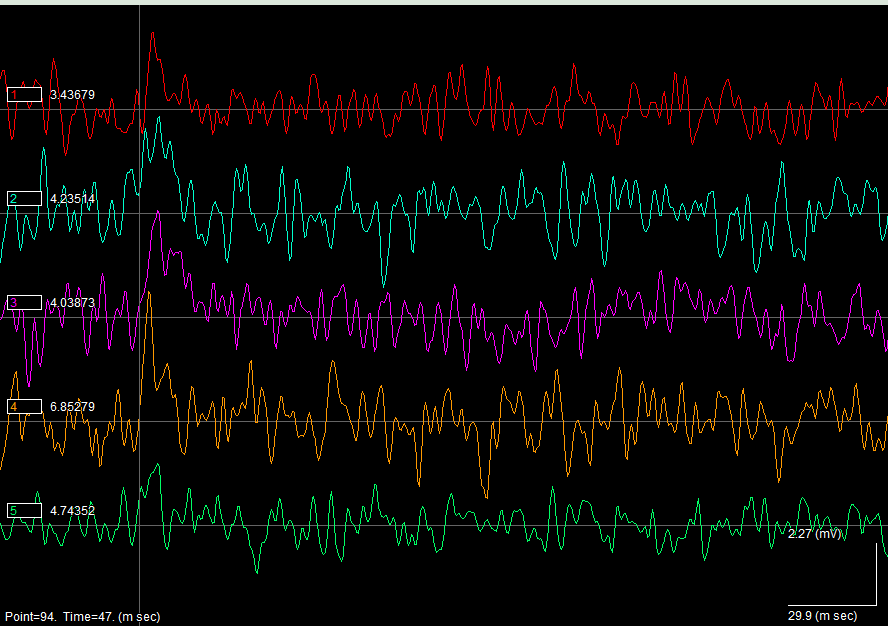 1 3.43679
2 4.23514
3 4.03873
4 6.85279
5 4.74352
2.27 (mV)
Point=94. Time=47. (m sec)
29.9 (m sec)